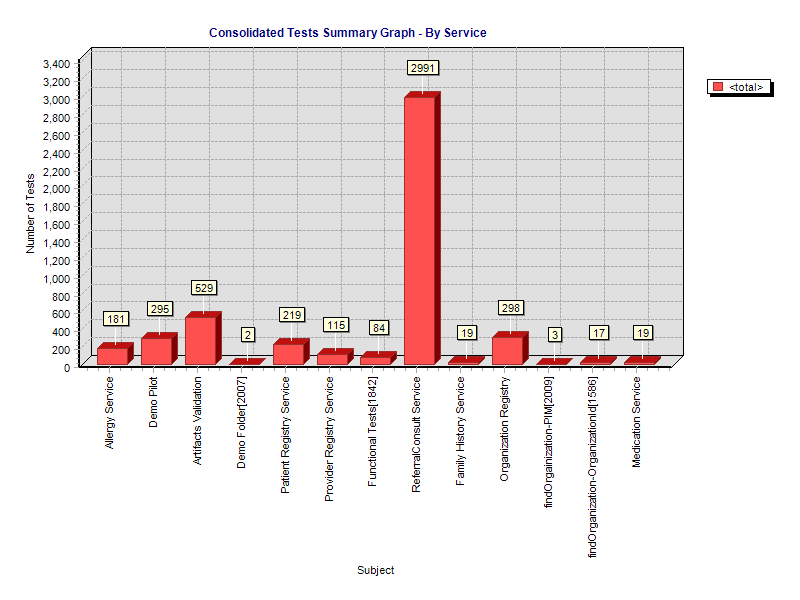 Consolidated Tests Summary Graph - By Service
<total>
Number of Tests
3,400
3,200
3,000
2,800
2,600
2,400
2,200
2,000
1,800
1,600
1,400
1,200
1,000
800
600
400
200
0
181
295
529
2
219
115
84
2991
19
298
3
17
19
Allergy Service
Demo Pilot
Artifacts Validation
Demo Folder[2007]
Patient Registry Service
Provider Registry Service
Functional Tests[1842]
ReferralConsult Service
Family History Service
Organization Registry
findOrgainization-PIM[2009]
findOrganization-OrganizationId[1586]
Medication Service
Subject